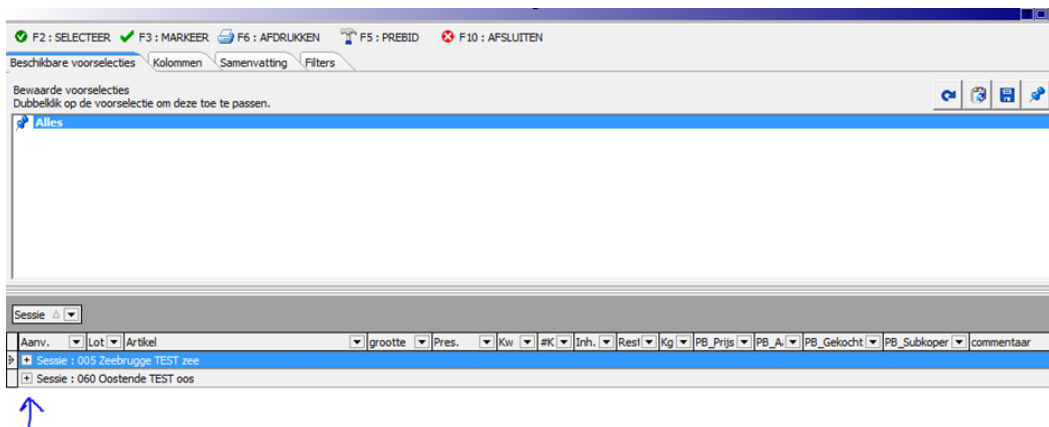 F2 : SELECTEER F3 : MARKEER F6 : AFDRUKKEN F5 : PREBID F10 : AFSLUITEN
Beschikbare voorselecties Kolommen Samenvatting Filters
Bewaarde voorselecties
Dubbelklik op de voorselectie om deze toe te passen.
Alles
Sessie
Aanv. Lot Artikel grootte Pres. Kw #K Inh. Rest Kg PB_Prijs PB_A. PB_Gekocht PB_Subkoper commentaar
Sessie : 005 Zeebrugge TEST zee
Sessie : 060 Oostende TEST oos